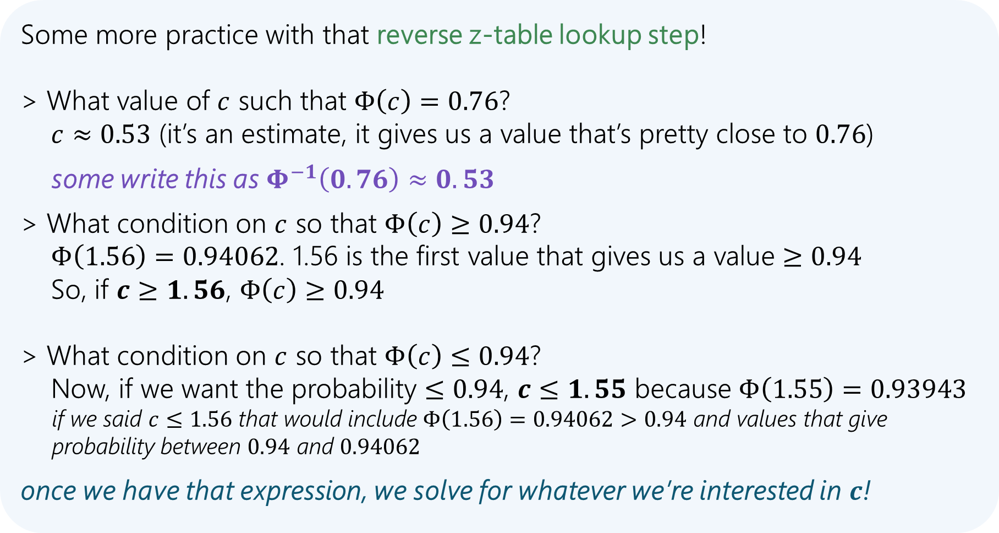 Some more practice with that reverse z-table lookup step!
> What value of c such that Φ(c) = 0.76?
c ≈ 0.53 (it's an estimate, it gives us a value that's pretty close to 0.76)
some write this as Φ⁻¹(0.76) ≈ 0.53
> What condition on c so that Φ(c) ≥ 0.94?
Φ(1.56) = 0.94062. 1.56 is the first value that gives us a value ≥ 0.94
So, if c ≥ 1.56, Φ(c) ≥ 0.94
> What condition on c so that Φ(c) ≤ 0.94?
Now, if we want the probability ≤ 0.94, c ≤ 1.55 because Φ(1.55) = 0.93943
if we said c ≤ 1.56 that would include Φ(1.56) = 0.94062 > 0.94 and values that give
probability between 0.94 and 0.94062
once we have that expression, we solve for whatever we're interested in c!